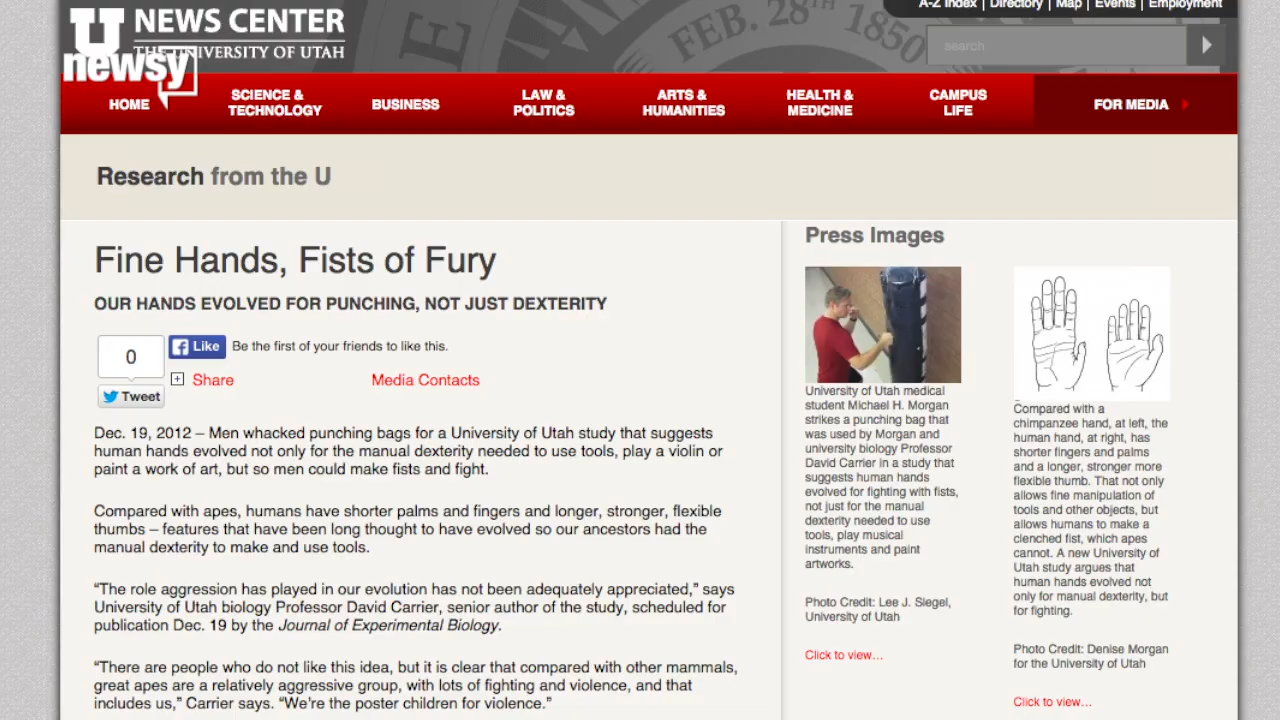 A-Z Index | Directory | Map | Events | Employment
U NEWS CENTER
THE UNIVERSITY OF UTAH
newsy
FEB. 28TH 1850
search
HOME
SCIENCE &
TECHNOLOGY
BUSINESS
LAW &
POLITICS
ARTS &
HUMANITIES
HEALTH &
MEDICINE
CAMPUS
LIFE
FOR MEDIA
Research from the U
Fine Hands, Fists of Fury
OUR HANDS EVOLVED FOR PUNCHING, NOT JUST DEXTERITY
0
Like
Be the first of your friends to like this.
Tweet
Share
Media Contacts
Dec. 19, 2012 – Men whacked punching bags for a University of Utah study that suggests
human hands evolved not only for the manual dexterity needed to use tools, play a violin or
paint a work of art, but so men could make fists and fight.
Compared with apes, humans have shorter palms and fingers and longer, stronger, flexible
thumbs – features that have been long thought to have evolved so our ancestors had the
manual dexterity to make and use tools.
“The role aggression has played in our evolution has not been adequately appreciated,” says
University of Utah biology Professor David Carrier, senior author of the study, scheduled for
publication Dec. 19 by the Journal of Experimental Biology.
“There are people who do not like this idea, but it is clear that compared with other mammals,
great apes are a relatively aggressive group, with lots of fighting and violence, and that
includes us,” Carrier says. “We’re the poster children for violence.”
Press Images
University of Utah medical
student Michael H. Morgan
strikes a punching bag that
was used by Morgan and
university biology Professor
David Carrier in a study that
suggests human hands
evolved for fighting with fists,
not just for the manual
dexterity needed to use
tools, play musical
instruments and paint
artworks.
Photo Credit: Lee J. Siegel,
University of Utah
Click to view…
Compared with a
chimpanzee hand, at left, the
human hand, at right, has
shorter fingers and palms
and a longer, stronger more
flexible thumb. That not only
allows fine manipulation of
tools and other objects, but
allows humans to make a
clenched fist, which apes
cannot. A new University of
Utah study argues that
human hands evolved not
only for manual dexterity, but
for fighting.
Photo Credit: Denise Morgan
for the University of Utah
Click to view…